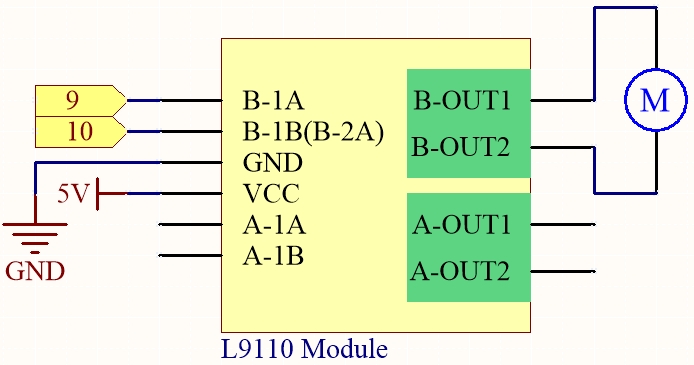 9
B-1A
B-OUT1
M
10
B-1B(B-2A)
B-OUT2
GND
5V
VCC
A-1A
A-OUT1
A-1B
A-OUT2
GND
L9110 Module